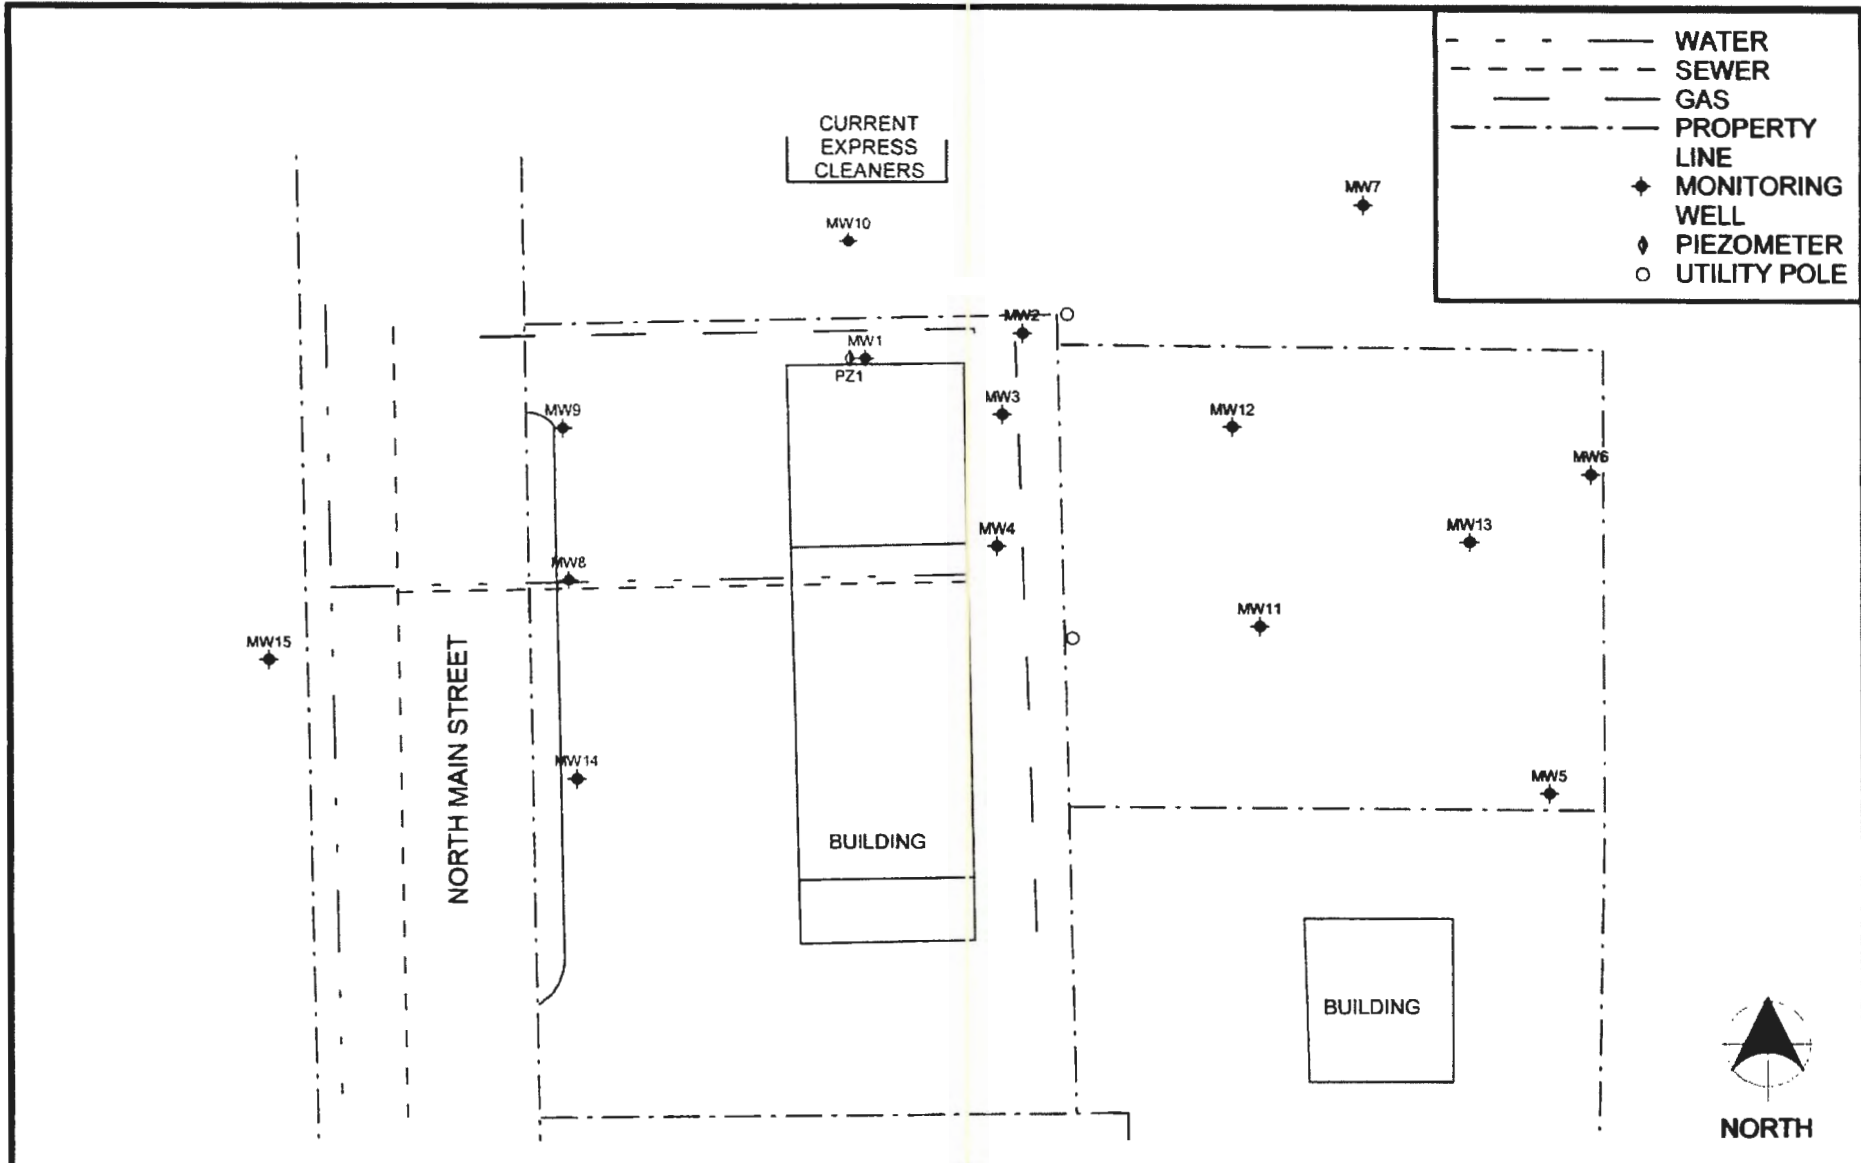 WATER
SEWER
GAS
PROPERTY
LINE
MONITORING
WELL
PIEZOMETER
UTILITY POLE
CURRENT
EXPRESS
CLEANERS
MW7
MW10
MW2
MW1
PZ1
MW3
MW9
MW12
MW6
MW4
MW13
MW8
MW11
MW15
NORTH MAIN STREET
MW14
MW5
BUILDING
BUILDING
NORTH